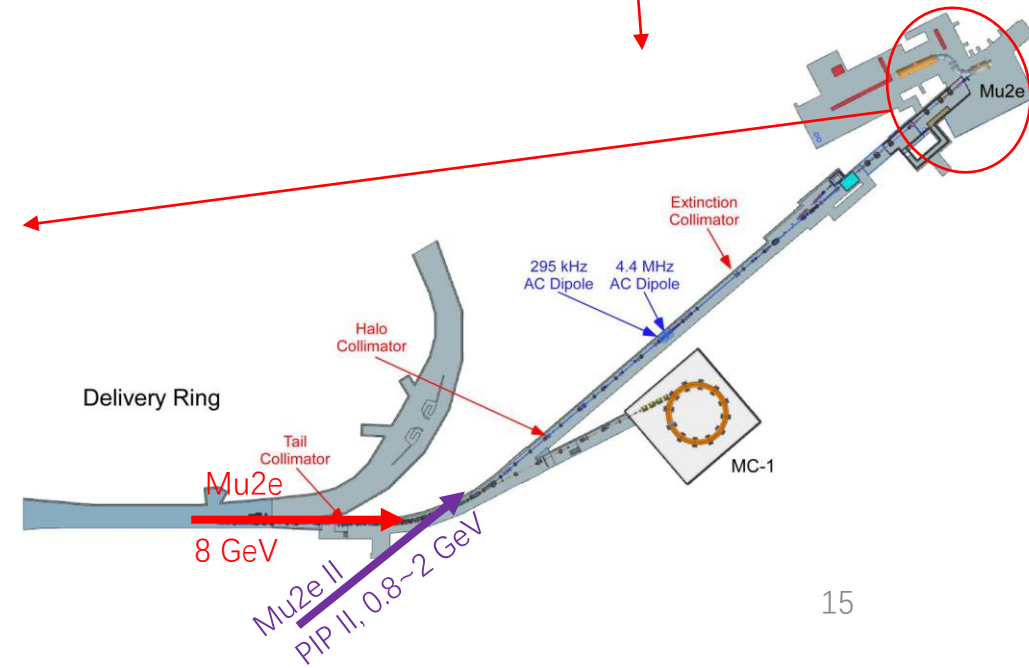 Mu2e
Extinction
Collimator
295 kHz
AC Dipole
4.4 MHz
AC Dipole
Halo
Collimator
Delivery Ring
Tail
Collimator
MC-1
Mu2e
8 GeV
Mu2e II
PIP II, 0.8~2 GeV
15